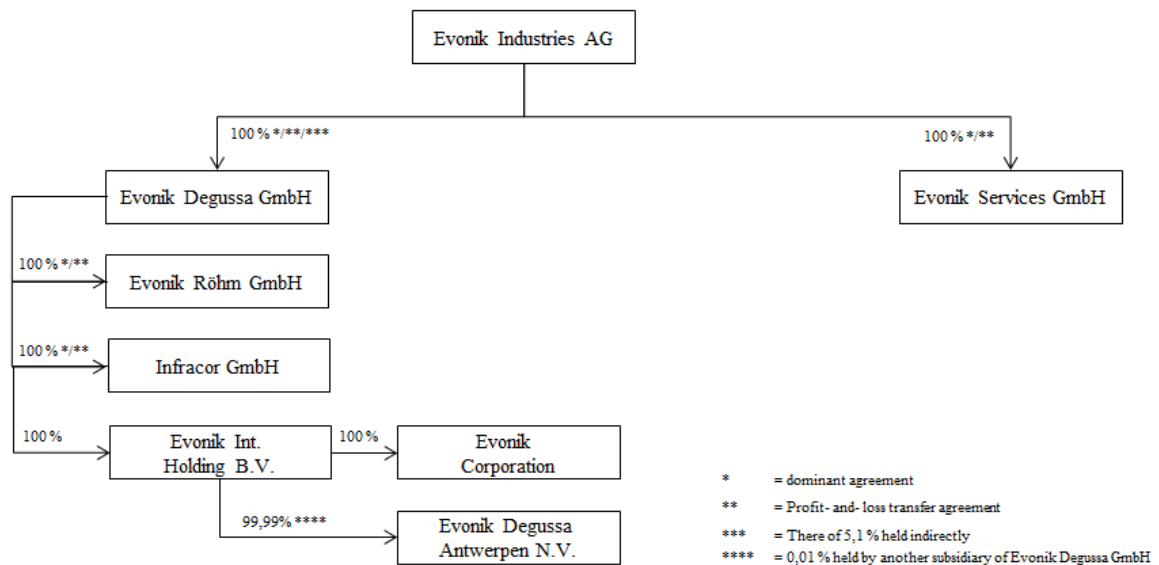 Evonik Industries AG
100 % */**/***
100 % */**
Evonik Degussa GmbH
Evonik Services GmbH
100 % */**
Evonik Röhm GmbH
100 % */**
Infracor GmbH
100 %
Evonik Int.
Holding B.V.
100 %
Evonik
Corporation
99,99% ****
Evonik Degussa
Antwerpen N.V.
* = dominant agreement
** = Profit- and- loss transfer agreement
*** = There of 5,1 % held indirectly
**** = 0,01 % held by another subsidiary of Evonik Degussa GmbH